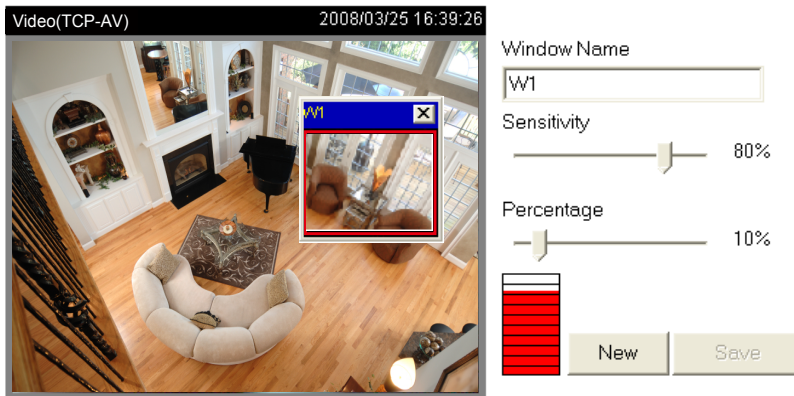 Video(TCP-AV) 2008/03/25 16:39:26
Window Name
W1
W1
Sensitivity
80%
Percentage
10%
New Save